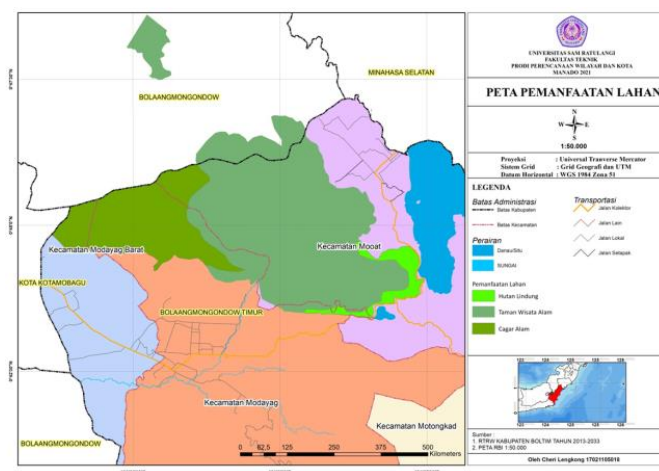 BOLAANGMONGONDOW
MINAHASA SELATAN
Kecamatan Modayag Barat
Kecamatan Mooat
KOTA KOTAMOBAGU
BOLAANGMONGONDOW TIMUR
Kecamatan Modayag
Kecamatan Motongkad
BOLAANGMONGONDOW
0 62,5 125 250 375 500
Kilometers
UNIVERSITAS SAM RATULANGI
FAKULTAS TEKNIK
PRODI PERENCANAAN WILAYAH DAN KOTA
MANADO 2021
PETA PEMANFAATAN LAHAN
N
W E
S
1:50.000
Proyeksi : Universal Tranverse Mercator
Sistem Grid : Grid Geografi dan UTM
Datum Horizontal : WGS 1984 Zona 51
LEGENDA
Batas Administrasi
Batas Kabupaten
Batas Kecamatan
Perairan
Danau/Situ
SUNGAI
Pemanfaatan Lahan
Hutan Lindung
Taman Wisata Alam
Cagar Alam
Transportasi
Jalan Kolektor
Jalan Lain
Jalan Lokal
Jalan Setapak
Sumber :
1. RTRW KABUPATEN BOLTIM TAHUN 2013-2033
2. PETA RBI 1:50.000
Oleh Cheri Lengkong 17021105018